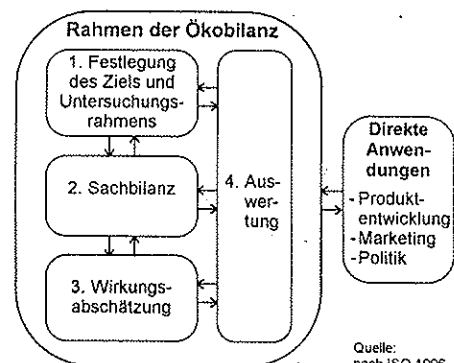 Rahmen der Ökobilanz
1. Festlegung
des Ziels und
Untersuchungs-
rahmens
2. Sachbilanz
3. Wirkungs-
abschätzung
4. Aus-
wer-
tung
Direkte
Anwen-
dungen
- Produkt-
entwicklung
- Marketing
- Politik
Quelle: